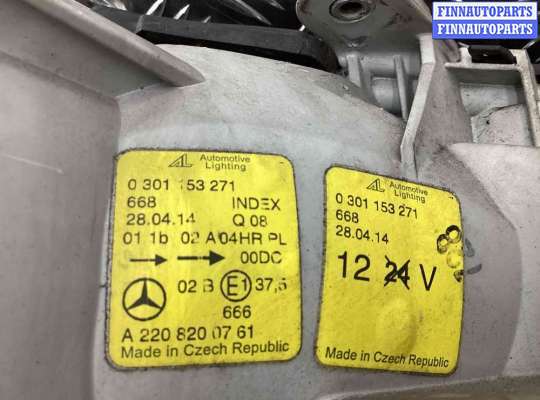 FINNAUTOPARTS
FINNAUTOPARTS
AL Automotive Lighting
0 301 153 271
668 INDEX
28.04.14 Q 08
01 1b 02 A/04HR PL
00DC
02 B E1 37,5
666
A 220 820 07 61
Made in Czech Republic
AL Automotive Lighting
0 301 153 271
668
28.04.14
12 24 V
Made in Czech Republic